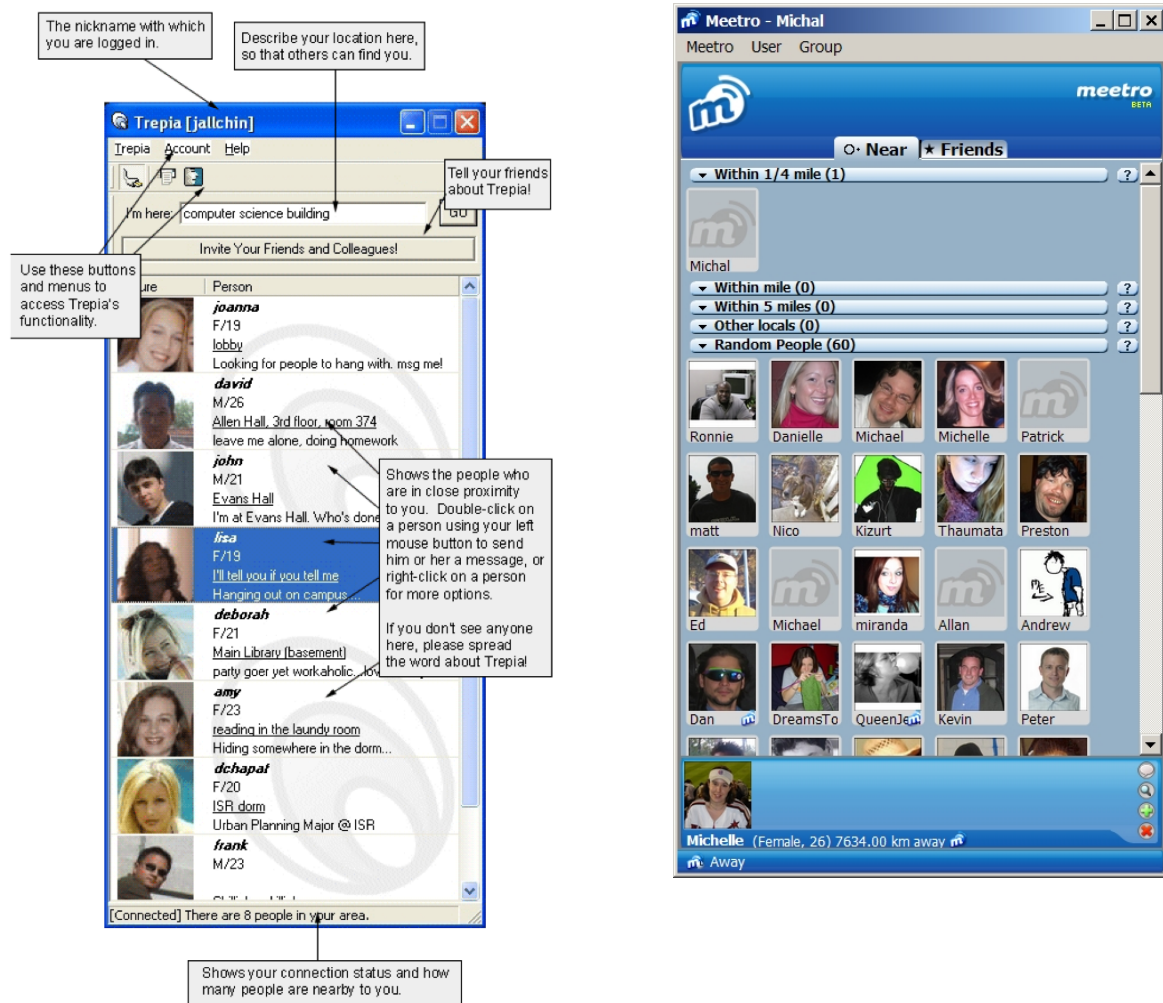 The nickname with which
you are logged in.
Describe your location here,
so that others can find you.
Trepia [jallchin]
Trepia Account Help
Tell your friends
about Trepia!
I'm here: computer science building
GO
Invite Your Friends and Colleagues!
Use these buttons
and menus to
access Trepia's
functionality.
Person
joanna
F/19
lobby
Looking for people to hang with. msg me!
david
M/26
Allen Hall, 3rd floor, room 374
leave me alone, doing homework
john
M/21
Evans Hall
I'm at Evans Hall. Who's done
lisa
F/19
I'll tell you if you tell me
Hanging out on campus...
deborah
F/21
Main Library (basement)
party goer yet workaholic...
amy
F/23
reading in the laundy room
Hiding somewhere in the dorm...
dchapat
F/20
ISR dorm
Urban Planning Major @ ISR
frank
M/23
Shows the people who
are in close proximity
to you. Double-click on
a person using your left
mouse button to send
him or her a message, or
right-click on a person
for more options.
If you don't see anyone
here, please spread
the word about Trepia!
[Connected] There are 8 people in your area.
Shows your connection status and how
many people are nearby to you.
Meetro - Michal
Meetro User Group
meetro
BETA
Near Friends
Within 1/4 mile (1) ?
Michal
Within mile (0) ?
Within 5 miles (0) ?
Other locals (0) ?
Random People (60) ?
Ronnie Danielle Michael Michelle Patrick
matt Nico Kizurt Thaumata Preston
Ed Michael miranda Allan Andrew
Dan DreamsTo QueenJe Kevin Peter
Michelle (Female, 26) 7634.00 km away
Away